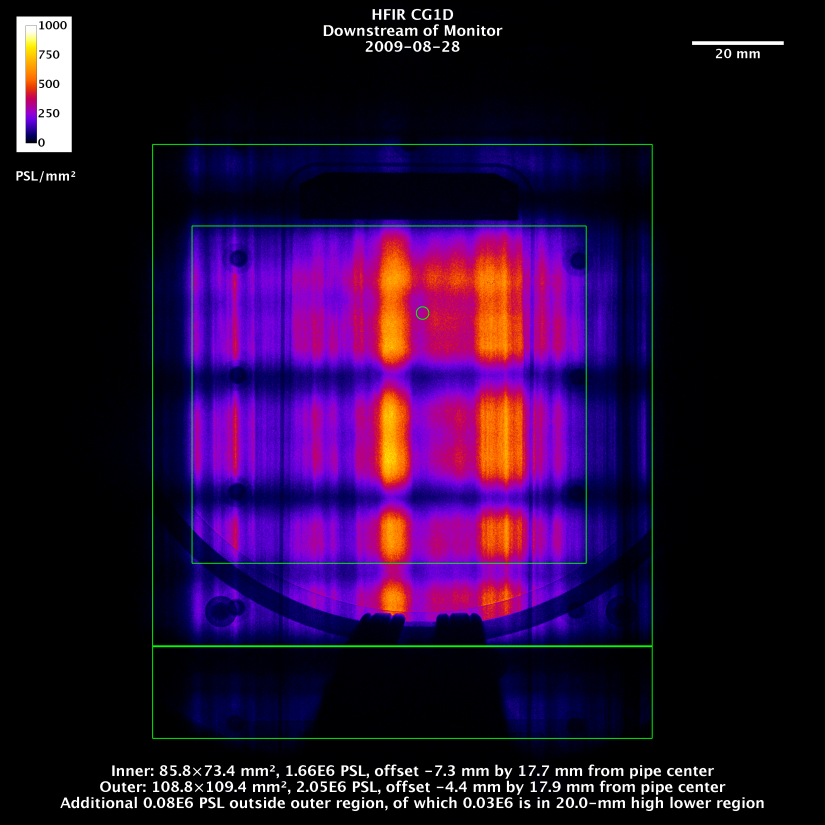 HFIR CG1D
Downstream of Monitor
2009-08-28
1000
750
500
250
0
PSL/mm²
20 mm
Inner: 85.8×73.4 mm², 1.66E6 PSL, offset −7.3 mm by 17.7 mm from pipe center
Outer: 108.8×109.4 mm², 2.05E6 PSL, offset −4.4 mm by 17.9 mm from pipe center
Additional 0.08E6 PSL outside outer region, of which 0.03E6 is in 20.0-mm high lower region